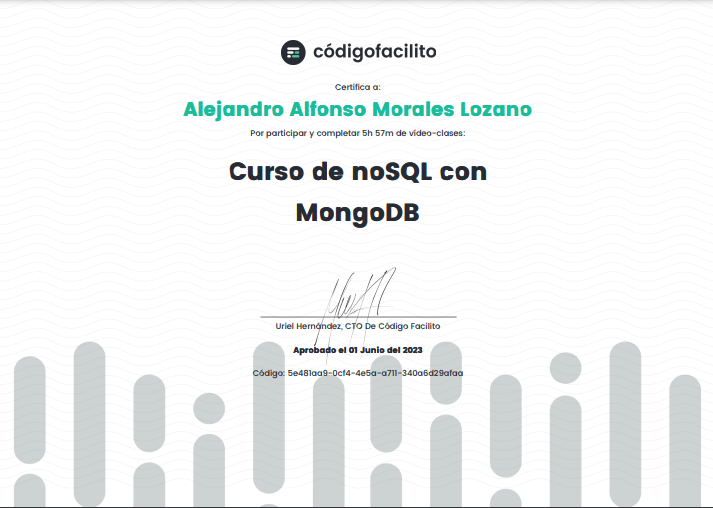 códigofacilito
Certifica a:
Alejandro Alfonso Morales Lozano
Por participar y completar 5h 57m de video-clases:
Curso de noSQL con
MongoDB
Uriel Hernández, CTO De Código Facilito
Aprobado el 01 Junio del 2023
Código: 5e481aa9-0cf4-4e5a-a711-340a6d29afaa